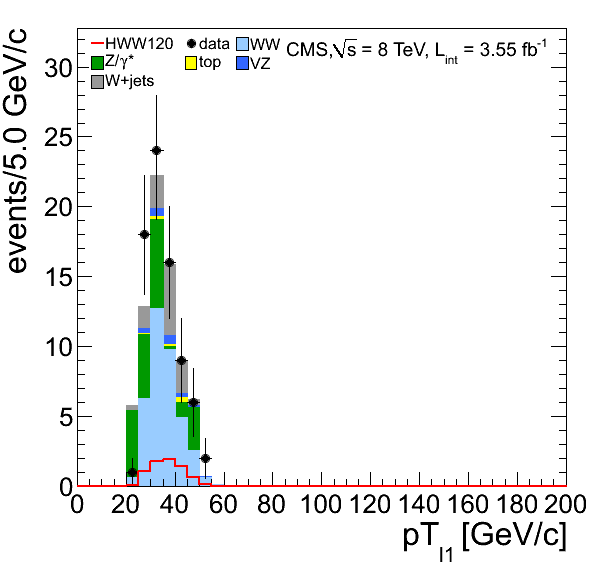 HWW120 data WW CMS,√s = 8 TeV, L_int = 3.55 fb⁻¹
Z/γ* top VZ
W+jets
events/5.0 GeV/c
30
25
20
15
10
5
0
0 20 40 60 80 100 120 140 160 180 200
pT_l1 [GeV/c]